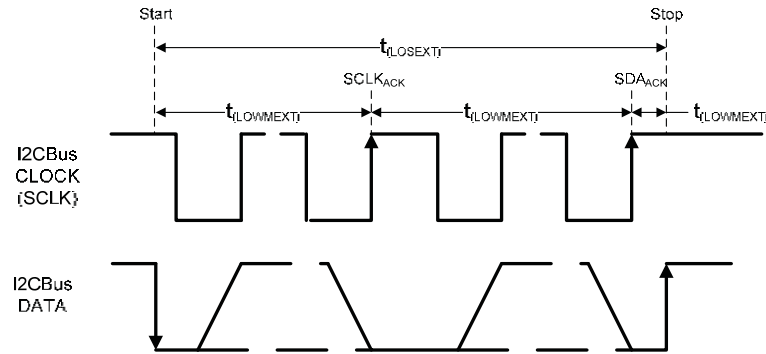 Start
Stop
t(LOSEXT)
SCLKACK
SDAACK
t(LOWMEXT)
t(LOWMEXT)
t(LOWMEXT)
I2CBus
CLOCK
(SCLK)
I2CBus
DATA